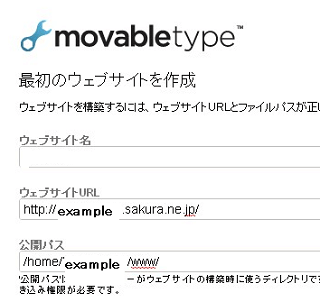 movabletype™
最初のウェブサイトを作成
ウェブサイトを構築するには、ウェブサイトURLとファイルパスが正
ウェブサイト名
ウェブサイトURL
http://example .sakura.ne.jp/
公開パス
/home/ example /www/
'公開パス' ーがウェブサイトの構築時に使うディレクトリで
き込み権限が必要です。